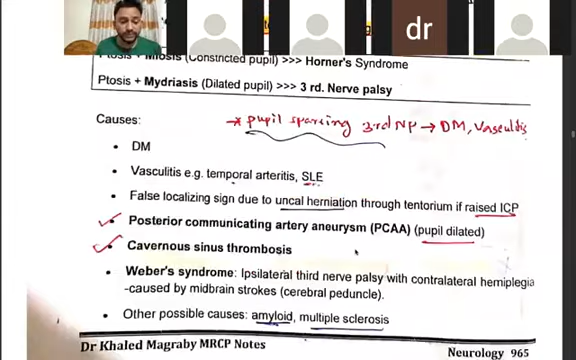 dr
Ptosis + Miosis (Constricted pupil) >>> Horner's Syndrome
Ptosis + Mydriasis (Dilated pupil) >>> 3 rd. Nerve palsy
Causes:
→ pupil sparcing 3rd NP → DM, Vasculitis
• DM
• Vasculitis e.g. temporal arteritis, SLE
• False localizing sign due to uncal herniation through tentorium if raised ICP
• Posterior communicating artery aneurysm (PCAA) (pupil dilated)
• Cavernous sinus thrombosis
• Weber's syndrome: Ipsilateral third nerve palsy with contralateral hemiplegia
-caused by midbrain strokes (cerebral peduncle).
• Other possible causes: amyloid, multiple sclerosis
Dr Khaled Magraby MRCP Notes
Neurology 965